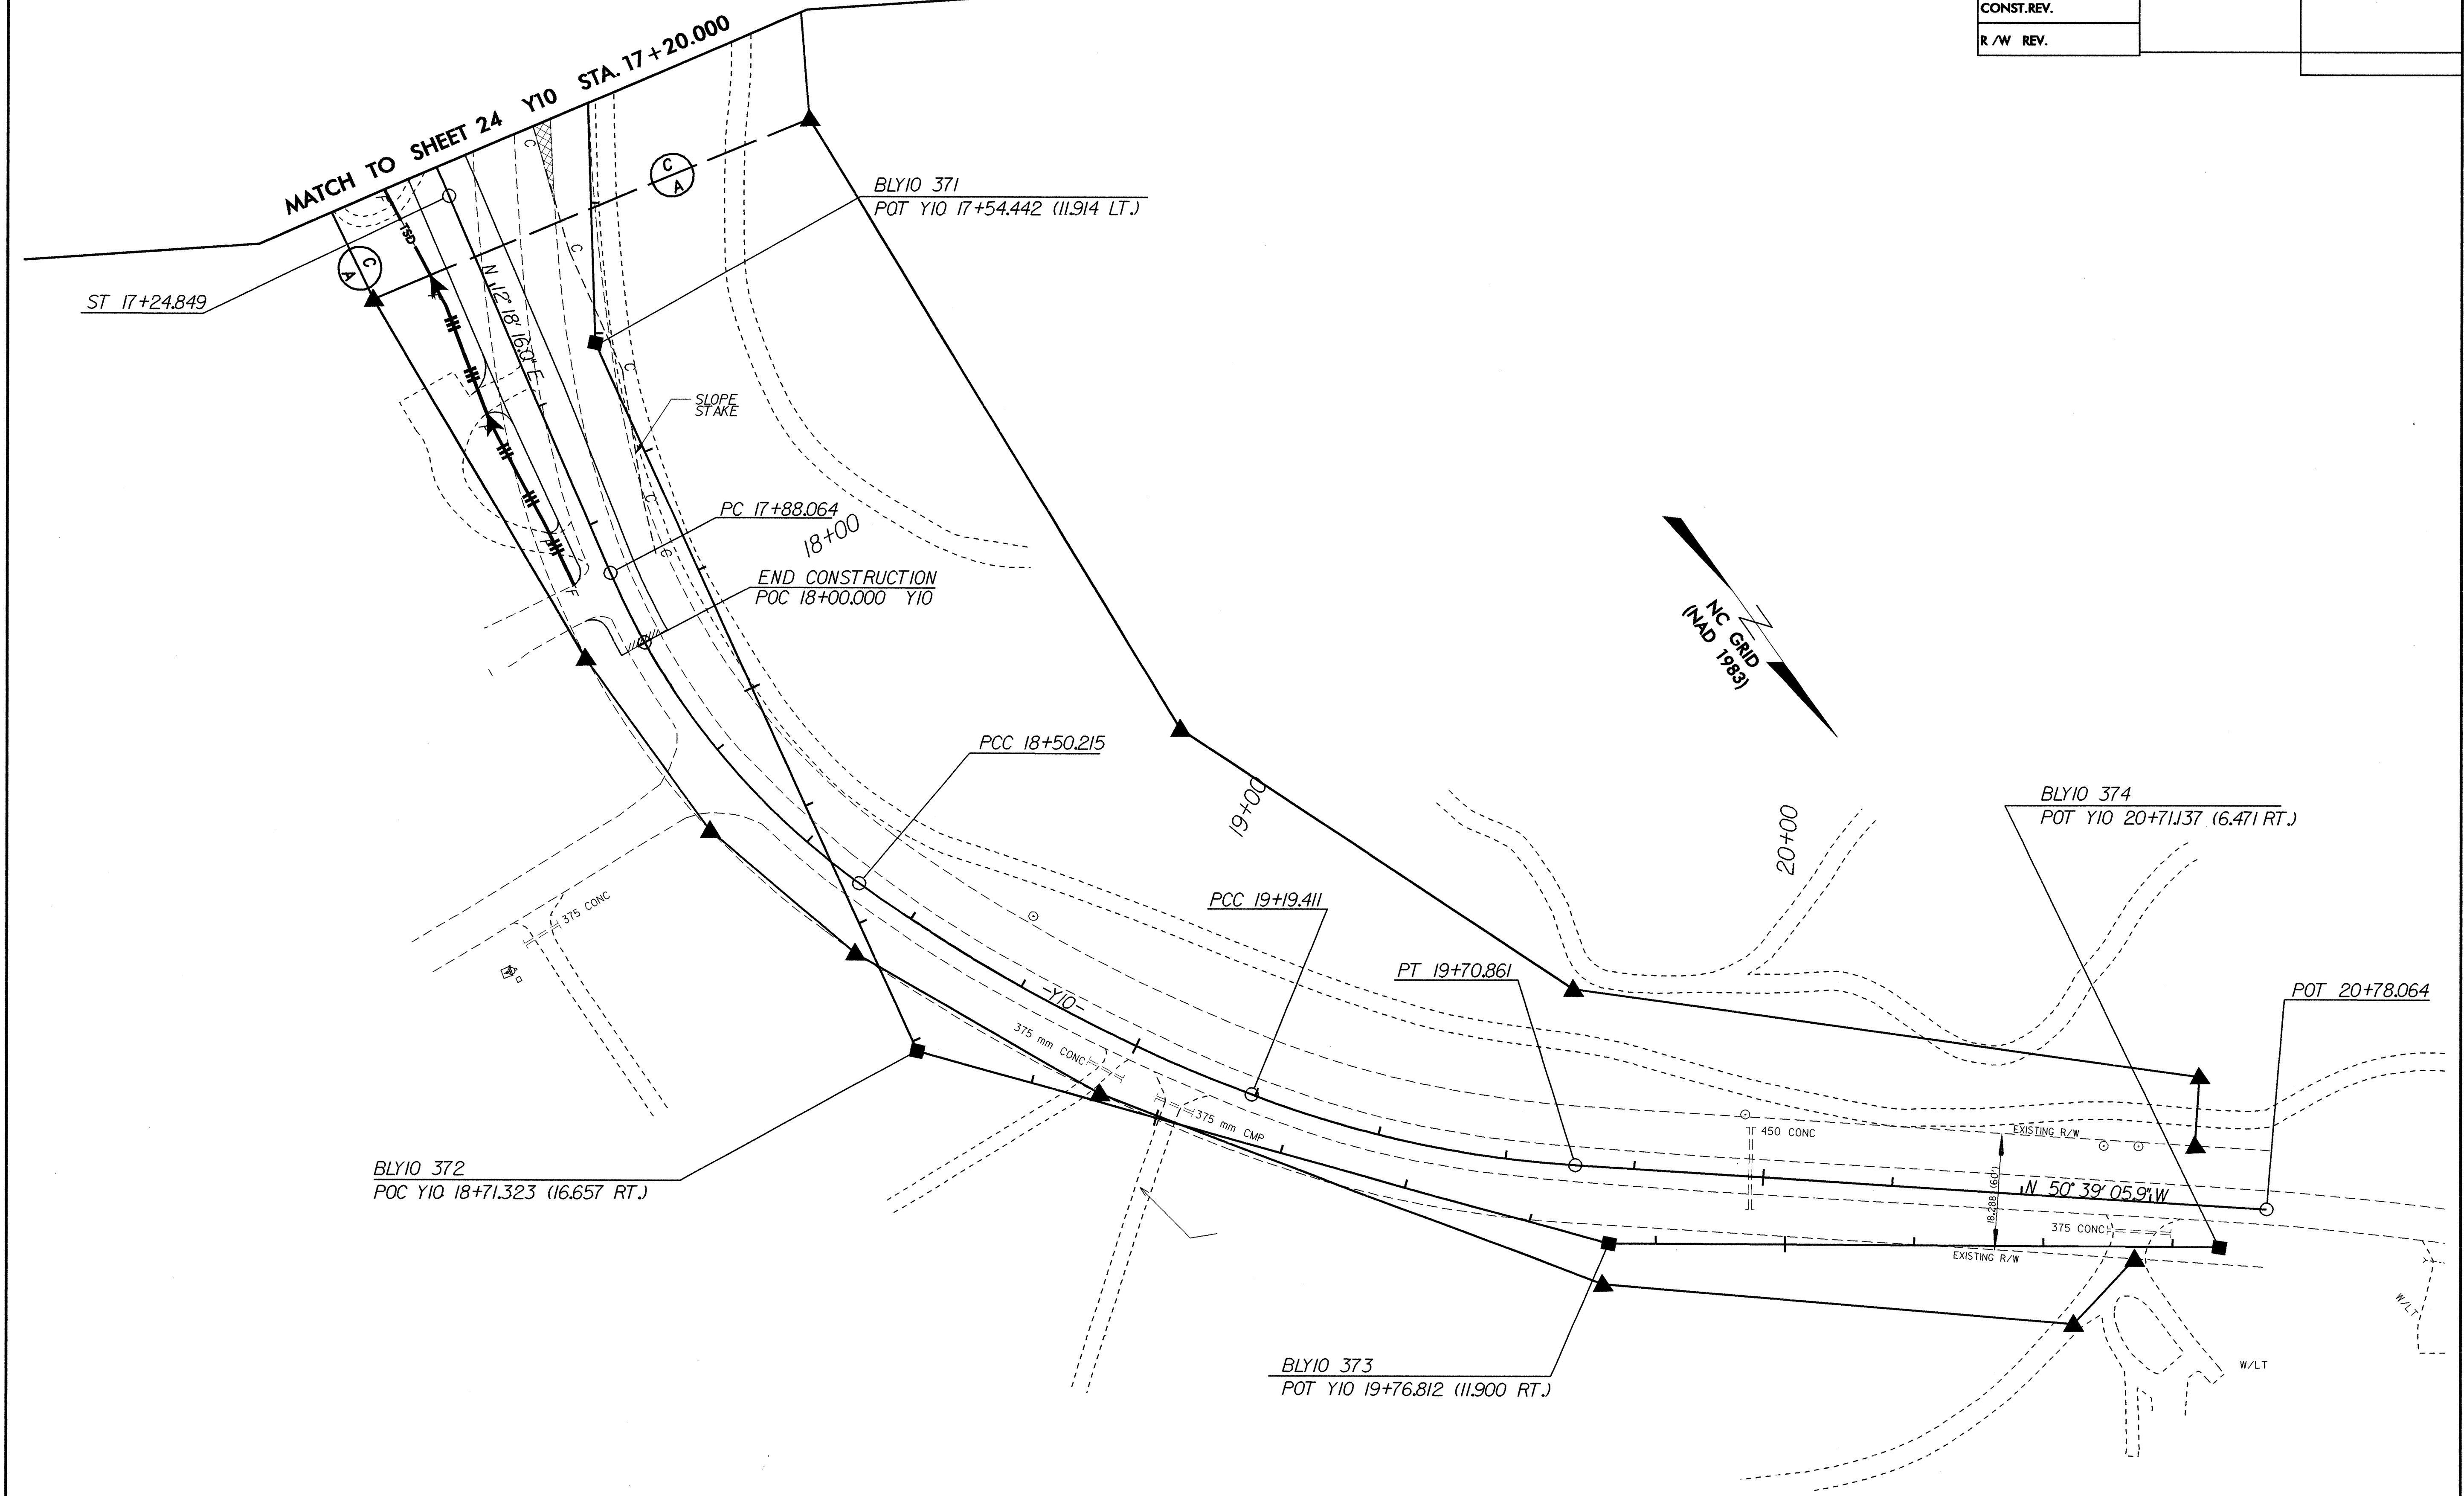 CONST.REV.
R /W REV.
MATCH TO SHEET 24 Y10 STA. 17+20.000
C
A
C
A
BLY10 371
POT Y10 17+54.442 (11.914 LT.)
ST 17+24.849
TSD
N 12° 18' 16.0" E
C
C
C
C
C
F
F
SLOPE
STAKE
PC 17+88.064
18+00
END CONSTRUCTION
POC 18+00.000 Y10
NC GRID
(NAD 1983)
PCC 18+50.215
19+00
20+00
BLY10 374
POT Y10 20+71.137 (6.471 RT.)
PCC 19+19.411
375 CONC
PT 19+70.861
POT 20+78.064
-Y10-
375 mm CONC
375 mm CMP
450 CONC
EXISTING R/W
18.288 (60')
N 50° 39' 05.9" W
375 CONC
EXISTING R/W
BLY10 372
POC Y10 18+71.323 (16.657 RT.)
BLY10 373
POT Y10 19+76.812 (11.900 RT.)
W/LT
W/LT